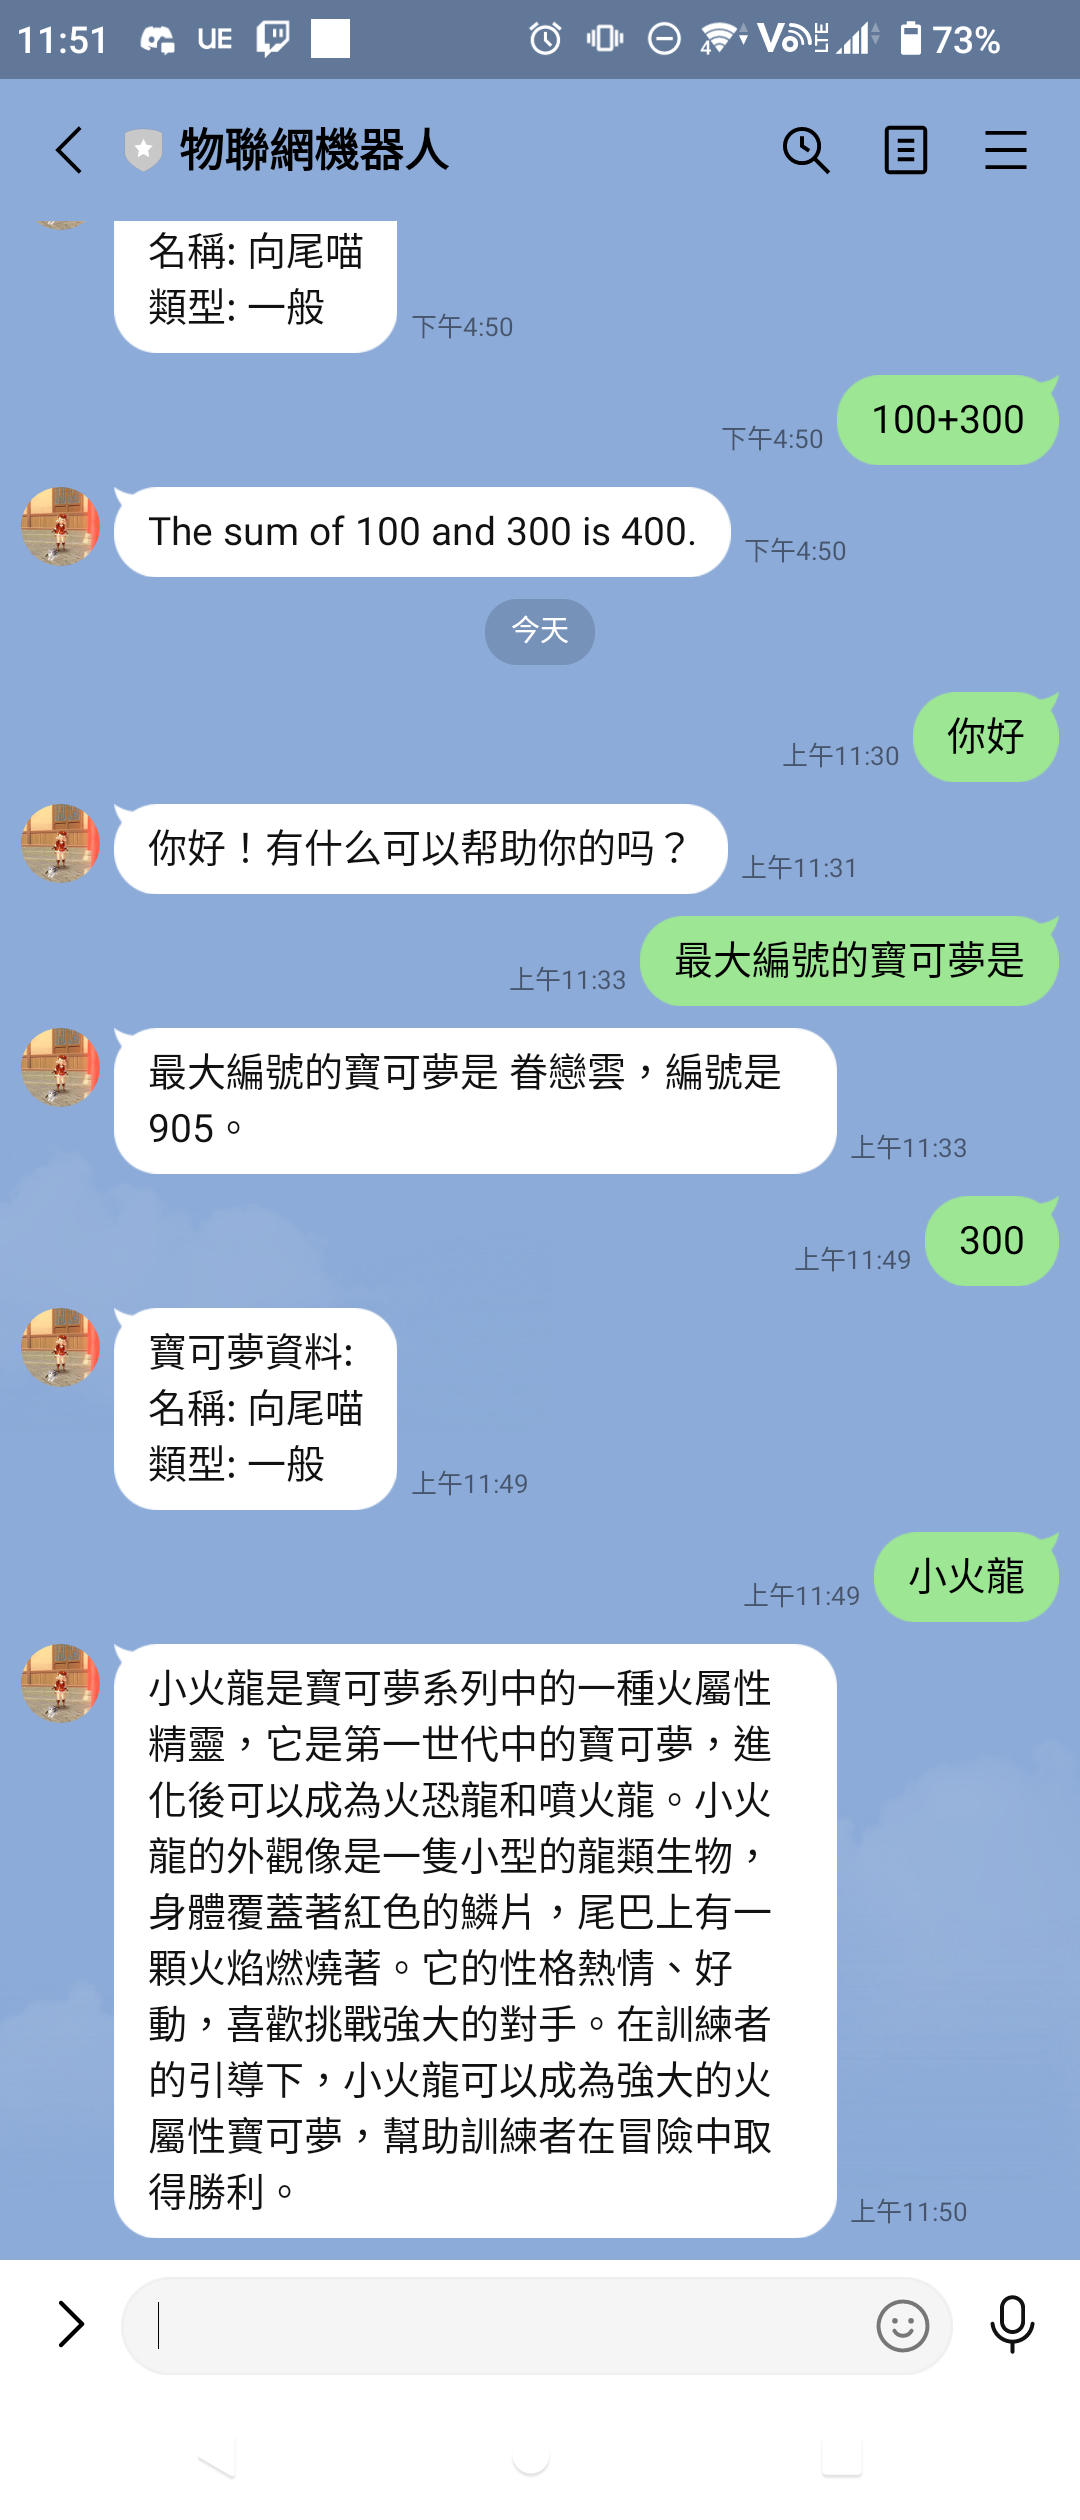 11:51 UE 4 Vo LTE 73%
物聯網機器人
名稱: 向尾喵
類型: 一般
下午4:50
100+300
下午4:50
The sum of 100 and 300 is 400.
下午4:50
今天
你好
上午11:30
你好！有什么可以帮助你的吗？
上午11:31
最大編號的寶可夢是
上午11:33
最大編號的寶可夢是 眷戀雲，編號是
905。
上午11:33
300
上午11:49
寶可夢資料:
名稱: 向尾喵
類型: 一般
上午11:49
小火龍
上午11:49
小火龍是寶可夢系列中的一種火屬性
精靈，它是第一世代中的寶可夢，進
化後可以成為火恐龍和噴火龍。小火
龍的外觀像是一隻小型的龍類生物，
身體覆蓋著紅色的鱗片，尾巴上有一
顆火焰燃燒著。它的性格熱情、好
動，喜歡挑戰強大的對手。在訓練者
的引導下，小火龍可以成為強大的火
屬性寶可夢，幫助訓練者在冒險中取
得勝利。
上午11:50